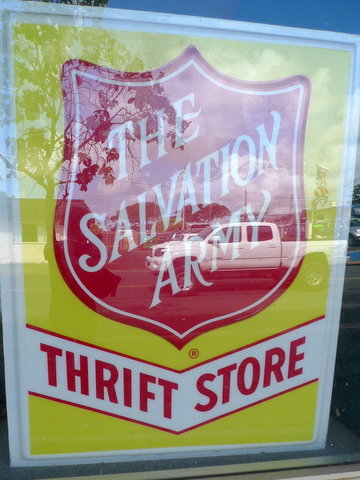 THE
SALVATION
ARMY
®
THRIFT STORE